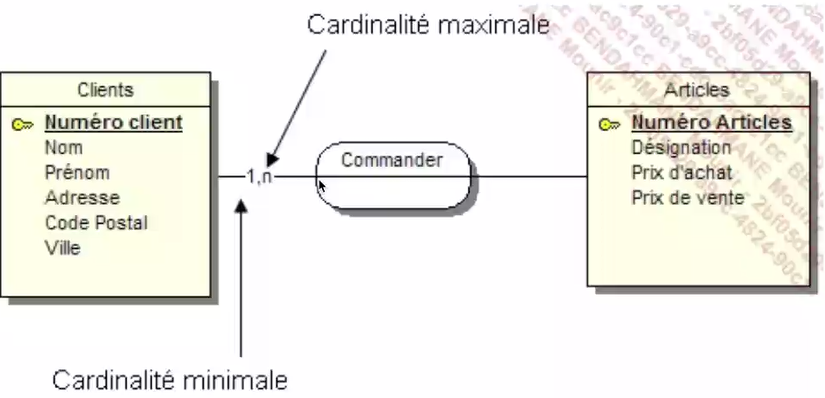 Cardinalité maximale
Clients
Numéro client
Nom
Prénom
Adresse
Code Postal
Ville
1,n
Commander
Articles
Numéro Articles
Désignation
Prix d'achat
Prix de vente
Cardinalité minimale